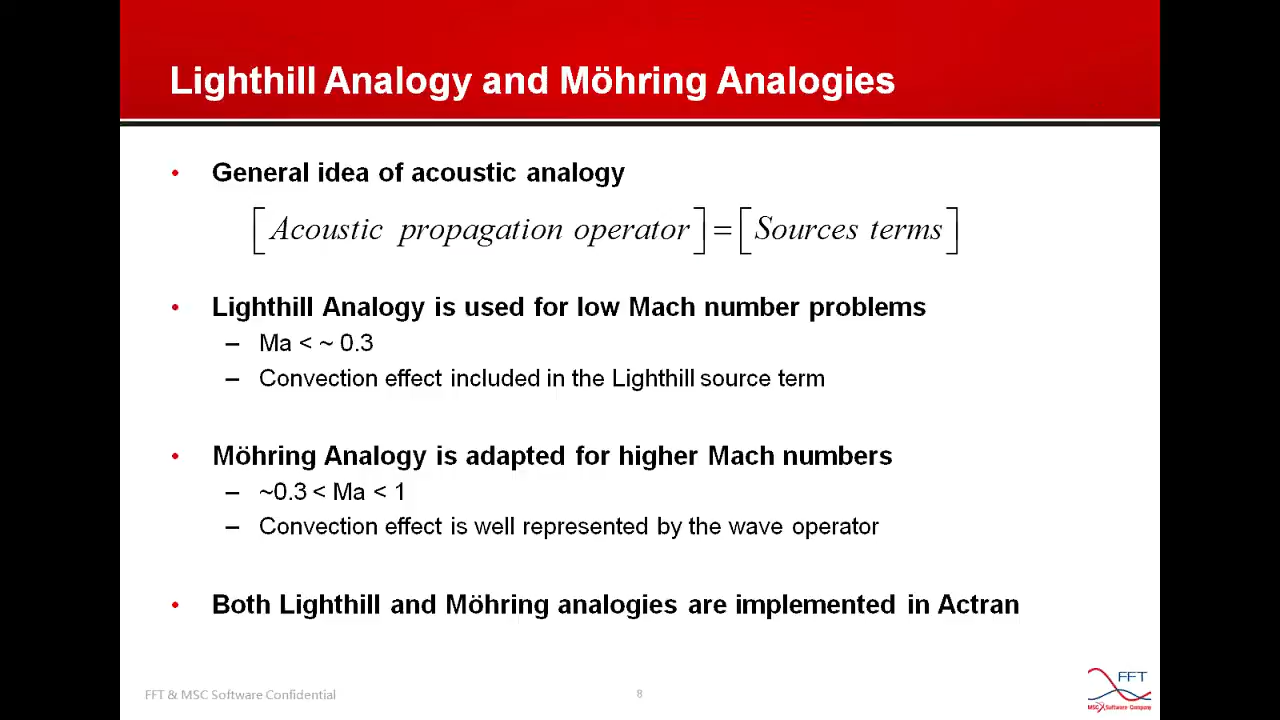 Lighthill Analogy and Möhring Analogies
• General idea of acoustic analogy
[Acoustic propagation operator] = [Sources terms]
• Lighthill Analogy is used for low Mach number problems
– Ma < ~ 0.3
– Convection effect included in the Lighthill source term
• Möhring Analogy is adapted for higher Mach numbers
– ~0.3 < Ma < 1
– Convection effect is well represented by the wave operator
• Both Lighthill and Möhring analogies are implemented in Actran
FFT & MSC Software Confidential
8
FFT
MSC Software Company